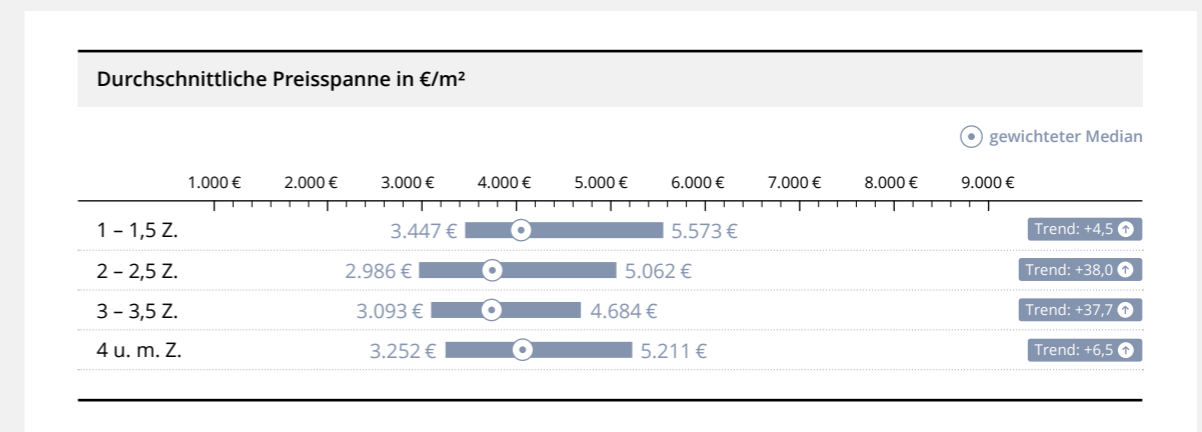 Durchschnittliche Preisspanne in €/m²
gewichteter Median
1.000 € 2.000 € 3.000 € 4.000 € 5.000 € 6.000 € 7.000 € 8.000 € 9.000 €
1 – 1,5 Z. 3.447 € 5.573 € Trend: +4,5
2 – 2,5 Z. 2.986 € 5.062 € Trend: +38,0
3 – 3,5 Z. 3.093 € 4.684 € Trend: +37,7
4 u. m. Z. 3.252 € 5.211 € Trend: +6,5